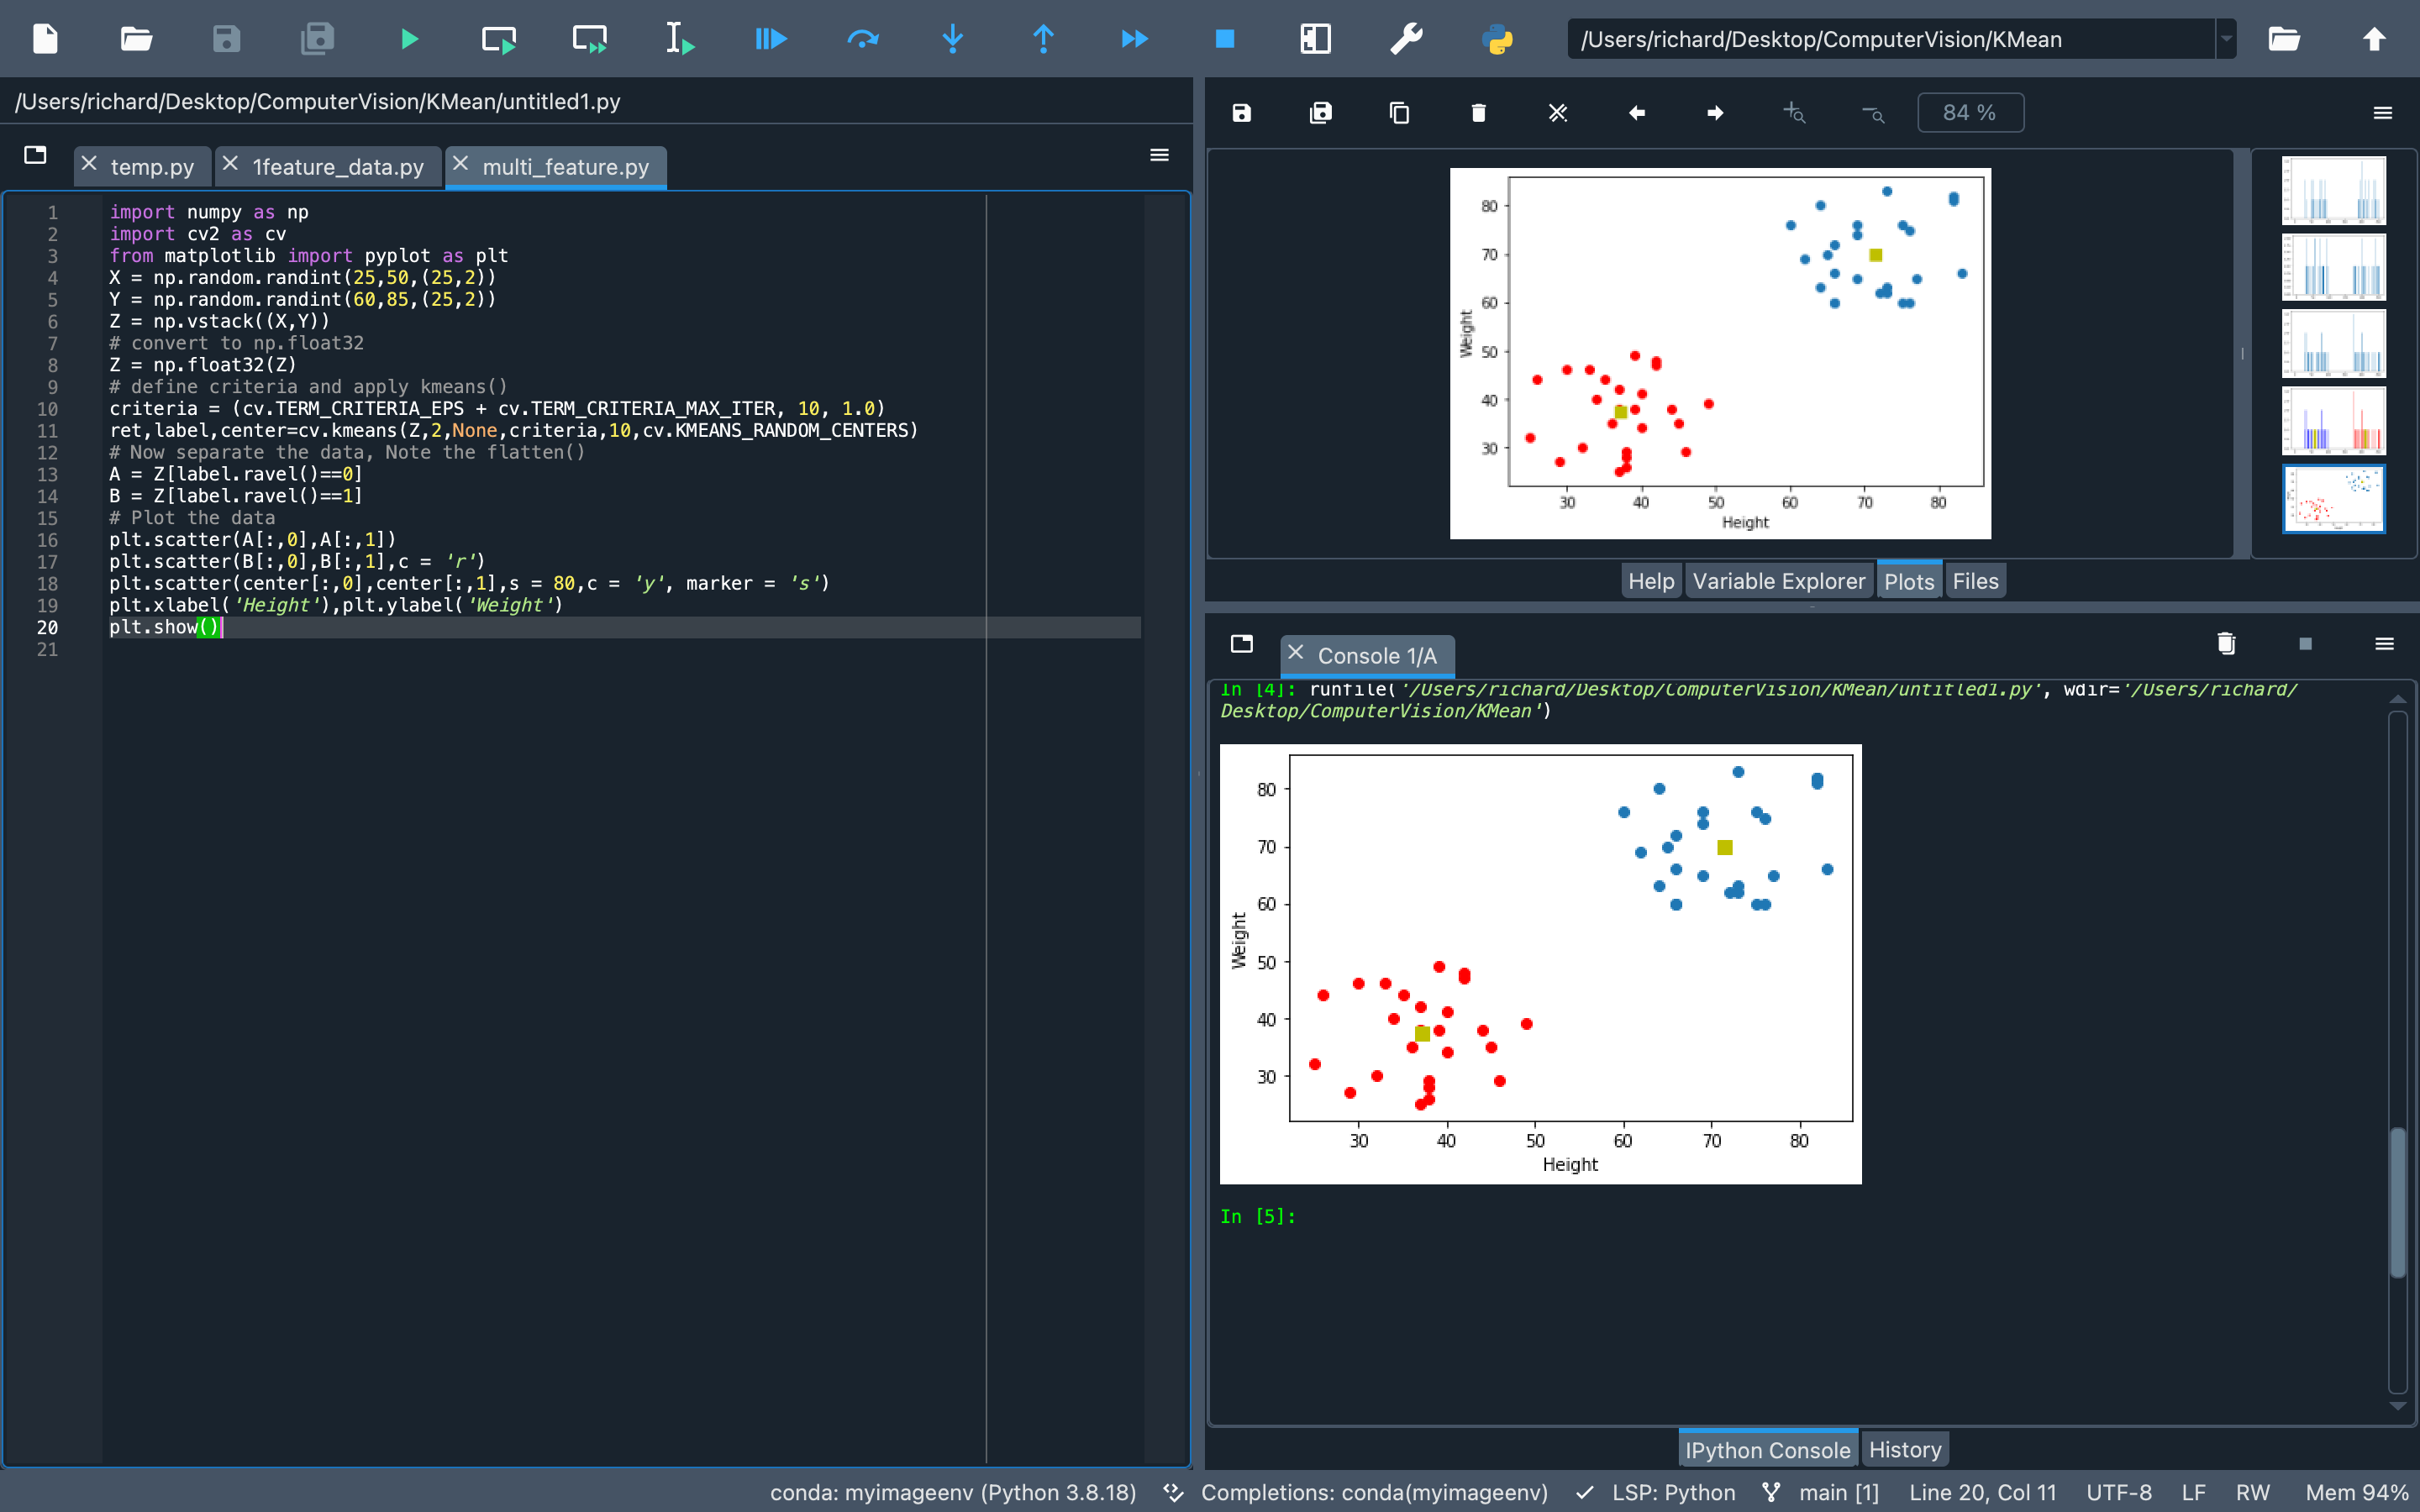 /Users/richard/Desktop/ComputerVision/KMean
/Users/richard/Desktop/ComputerVision/KMean/untitled1.py
temp.py
1feature_data.py
multi_feature.py
1 import numpy as np
2 import cv2 as cv
3 from matplotlib import pyplot as plt
4 X = np.random.randint(25,50,(25,2))
5 Y = np.random.randint(60,85,(25,2))
6 Z = np.vstack((X,Y))
7 # convert to np.float32
8 Z = np.float32(Z)
9 # define criteria and apply kmeans()
10 criteria = (cv.TERM_CRITERIA_EPS + cv.TERM_CRITERIA_MAX_ITER, 10, 1.0)
11 ret,label,center=cv.kmeans(Z,2,None,criteria,10,cv.KMEANS_RANDOM_CENTERS)
12 # Now separate the data, Note the flatten()
13 A = Z[label.ravel()==0]
14 B = Z[label.ravel()==1]
15 # Plot the data
16 plt.scatter(A[:,0],A[:,1])
17 plt.scatter(B[:,0],B[:,1],c = 'r')
18 plt.scatter(center[:,0],center[:,1],s = 80,c = 'y', marker = 's')
19 plt.xlabel('Height'),plt.ylabel('Weight')
20 plt.show()
21
84 %
80
70
60
50
40
30
Weight
30 40 50 60 70 80
Height
Help
Variable Explorer
Plots
Files
Console 1/A
In [4]: runfile('/Users/richard/Desktop/ComputerVision/KMean/untitled1.py', wdir='/Users/richard/
Desktop/ComputerVision/KMean')
80
70
60
50
40
30
Weight
30 40 50 60 70 80
Height
In [5]:
IPython Console
History
conda: myimageenv (Python 3.8.18) Completions: conda(myimageenv) LSP: Python main [1] Line 20, Col 11 UTF-8 LF RW Mem 94%